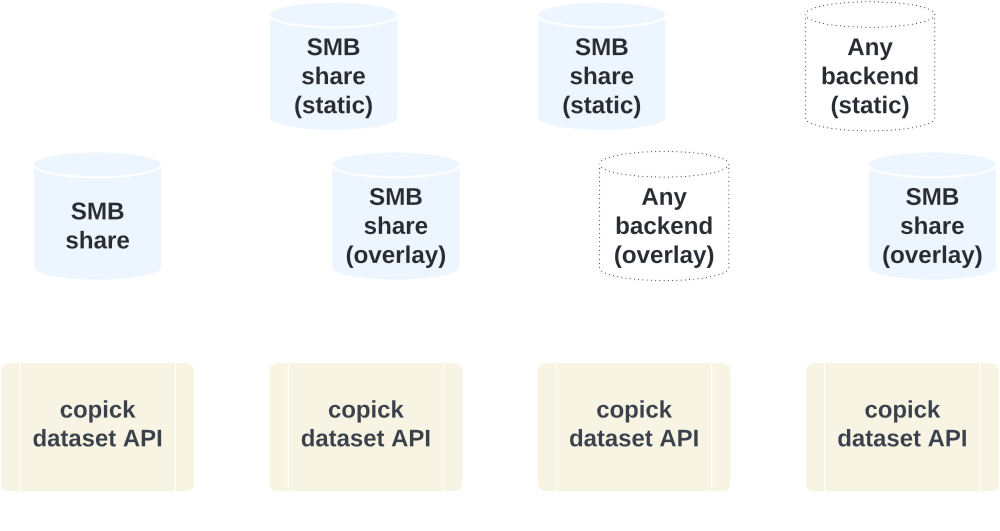 SMB
share
(static)
SMB
share
(static)
Any
backend
(static)
SMB
share
SMB
share
(overlay)
Any
backend
(overlay)
SMB
share
(overlay)
copick
dataset API
copick
dataset API
copick
dataset API
copick
dataset API